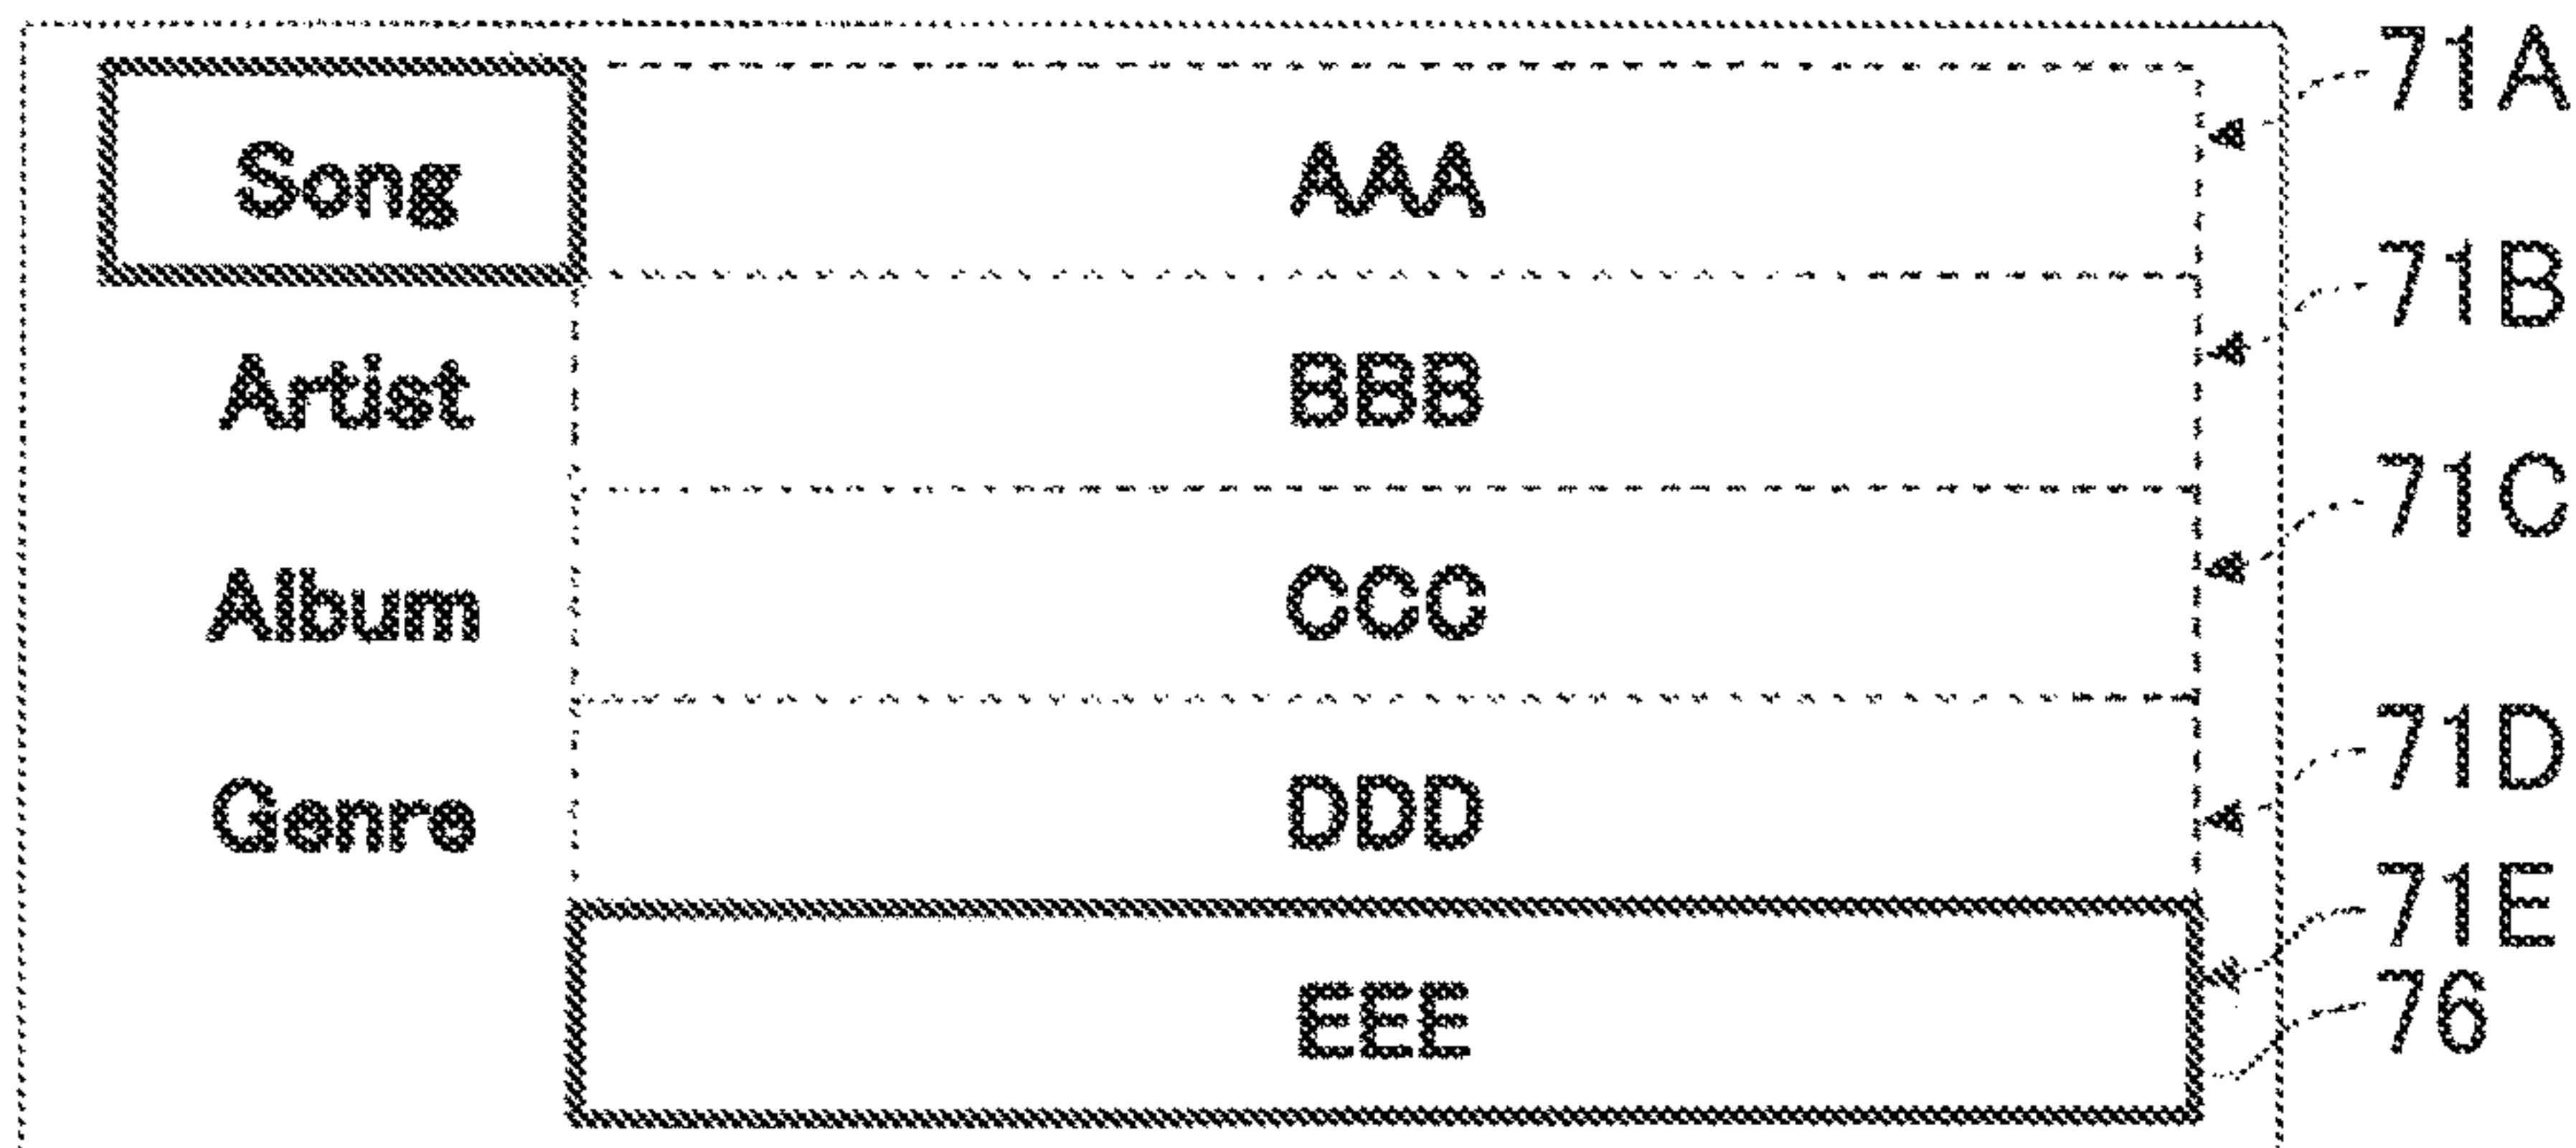 Song AAA 71A
Artist BBB 71B
Album CCC 71C
Genre DDD 71D
EEE 71E
76